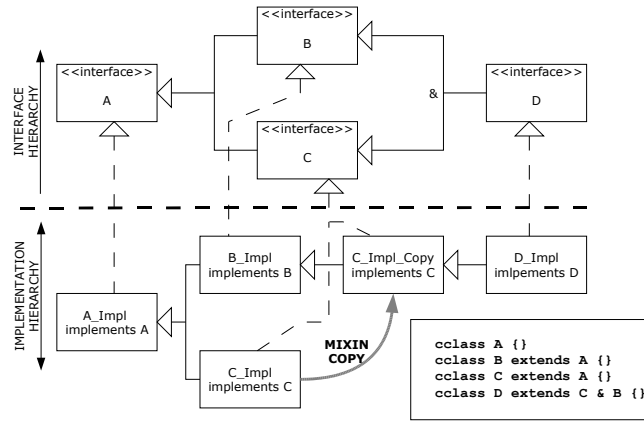 <<interface>>
B
<<interface>>
A
<<interface>>
D
&
<<interface>>
C
INTERFACE
HIERARCHY
IMPLEMENTATION
HIERARCHY
B_Impl
implements B
C_Impl_Copy
implements C
D_Impl
imlpements D
A_Impl
implements A
C_Impl
implements C
MIXIN
COPY
cclass A {}
cclass B extends A {}
cclass C extends A {}
cclass D extends C & B {}